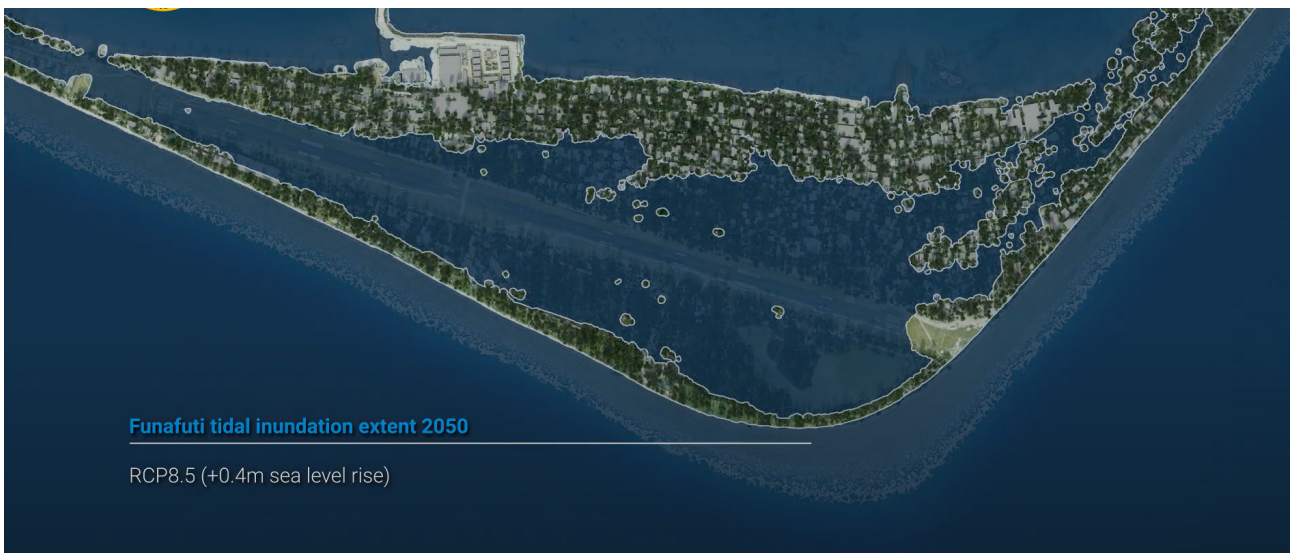 Funafuti tidal inundation extent 2050
RCP8.5 (+0.4m sea level rise)